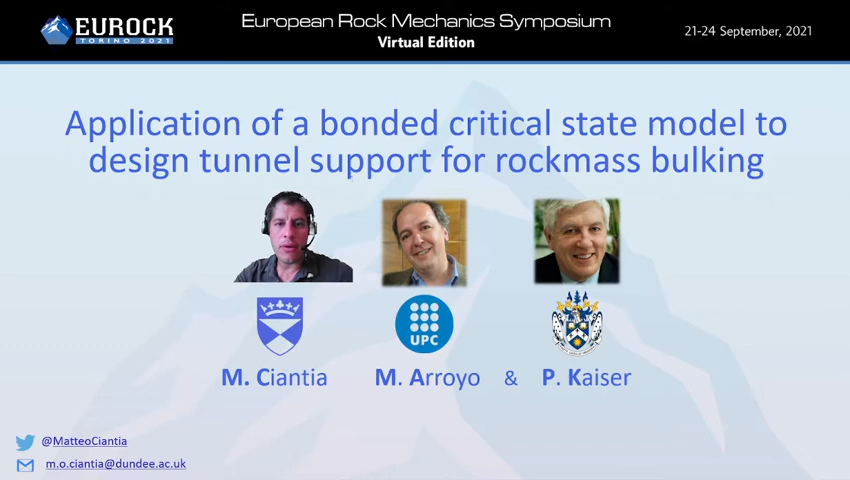 EUROCK
TORINO 2021
European Rock Mechanics Symposium
Virtual Edition
21-24 September, 2021
Application of a bonded critical state model to
design tunnel support for rockmass bulking
UPC
M. Ciantia M. Arroyo & P. Kaiser
@MatteoCiantia
m.o.ciantia@dundee.ac.uk